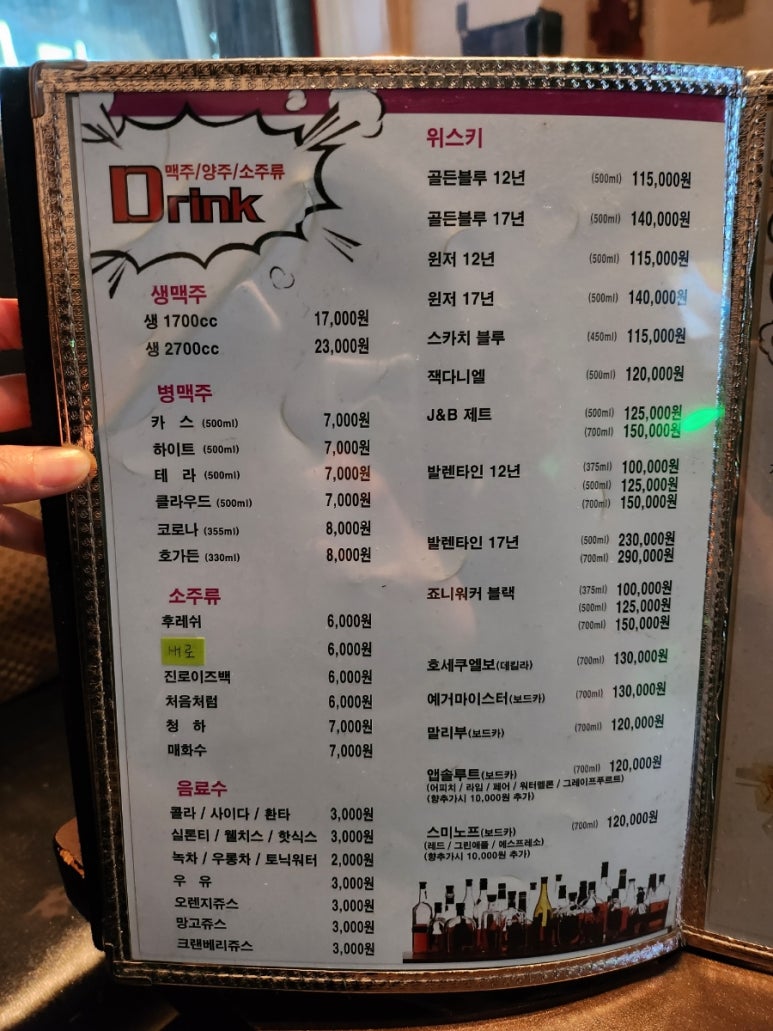 맥주/양주/소주류
Drink
생맥주
생 1700cc 17,000원
생 2700cc 23,000원
병맥주
카 스 (500ml) 7,000원
하이트 (500ml) 7,000원
테 라 (500ml) 7,000원
클라우드 (500ml) 7,000원
코로나 (355ml) 8,000원
호가든 (330ml) 8,000원
소주류
후레쉬 6,000원
새로 6,000원
진로이즈백 6,000원
처음처럼 6,000원
청 하 7,000원
매화수 7,000원
음료수
콜라 / 사이다 / 환타 3,000원
실론티 / 웰치스 / 핫식스 3,000원
녹차 / 우롱차 / 토닉워터 2,000원
우 유 3,000원
오렌지쥬스 3,000원
망고쥬스 3,000원
크랜베리쥬스 3,000원
위스키
골든블루 12년 (500ml) 115,000원
골든블루 17년 (500ml) 140,000원
윈저 12년 (500ml) 115,000원
윈저 17년 (500ml) 140,000원
스카치 블루 (450ml) 115,000원
잭다니엘 (500ml) 120,000원
J&B 제트 (500ml) 125,000원
(700ml) 150,000원
발렌타인 12년 (375ml) 100,000원
(500ml) 125,000원
(700ml) 150,000원
발렌타인 17년 (500ml) 230,000원
(700ml) 290,000원
죠니워커 블랙 (375ml) 100,000원
(500ml) 125,000원
(700ml) 150,000원
호세쿠엘보(데킬라) (700ml) 130,000원
예거마이스터(보드카) (700ml) 130,000원
말리부(보드카) (700ml) 120,000원
앱솔루트(보드카) (700ml) 120,000원
(어피치 / 라임 / 페어 / 워터멜론 / 그레이프푸르트)
(향추가시 10,000원 추가)
스미노프(보드카) (700ml) 120,000원
(레드 / 그린애플 / 에스프레소)
(향추가시 10,000원 추가)